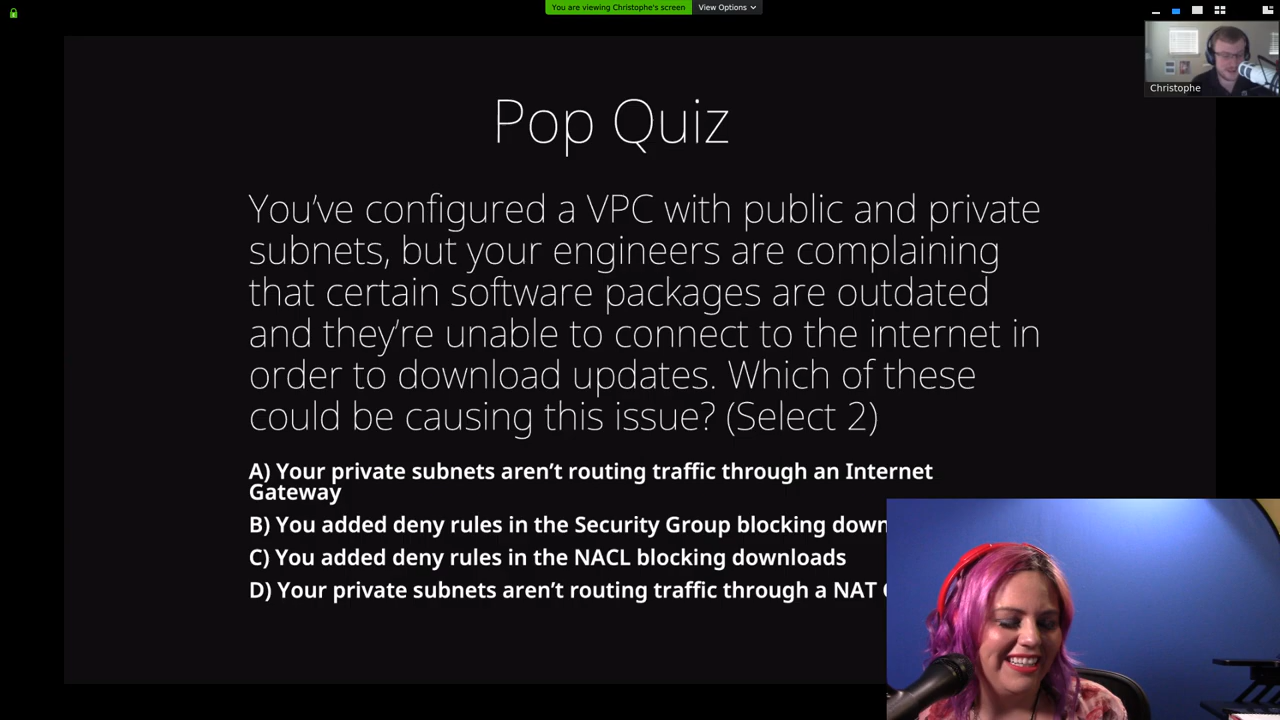 You are viewing Christophe's screen
View Options
Christophe
Pop Quiz
You've configured a VPC with public and private
subnets, but your engineers are complaining
that certain software packages are outdated
and they're unable to connect to the internet in
order to download updates. Which of these
could be causing this issue? (Select 2)
A) Your private subnets aren't routing traffic through an Internet
Gateway
B) You added deny rules in the Security Group blocking
C) You added deny rules in the NACL blocking downloads
D) Your private subnets aren't routing traffic through a NAT